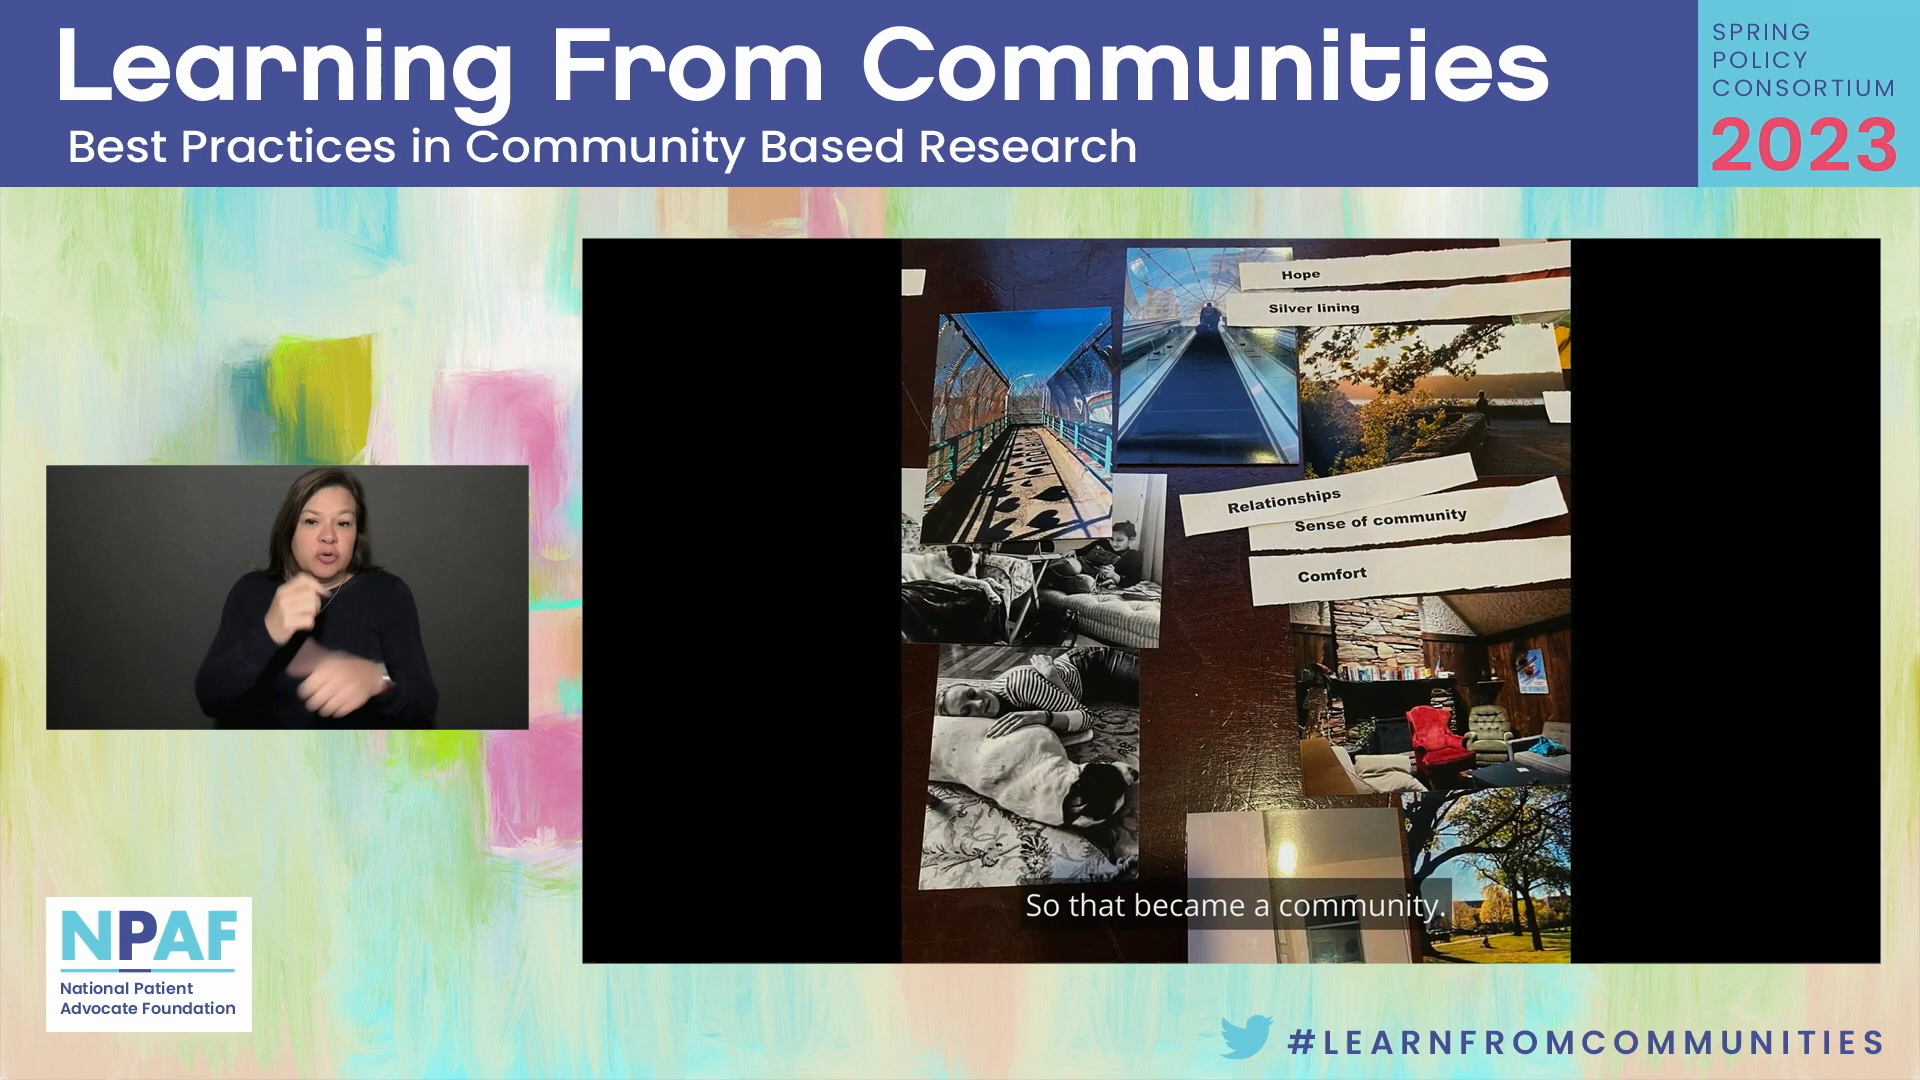 Learning From Communities
Best Practices in Community Based Research
SPRING
POLICY
CONSORTIUM
2023
Hope
Silver lining
Relationships
Sense of community
Comfort
So that became a community.
NPAF
National Patient
Advocate Foundation
#LEARNFROMCOMMUNITIES